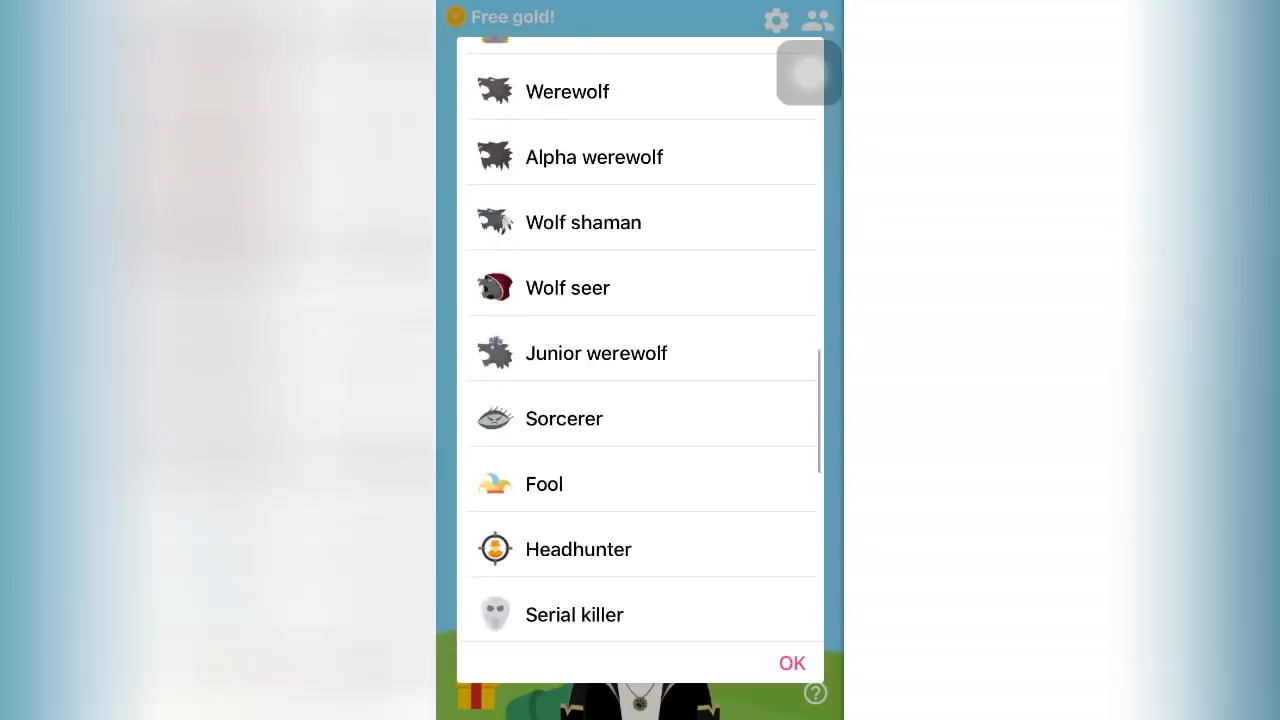 Free gold!
Werewolf
Alpha werewolf
Wolf shaman
Wolf seer
Junior werewolf
Sorcerer
Fool
Headhunter
Serial killer
OK